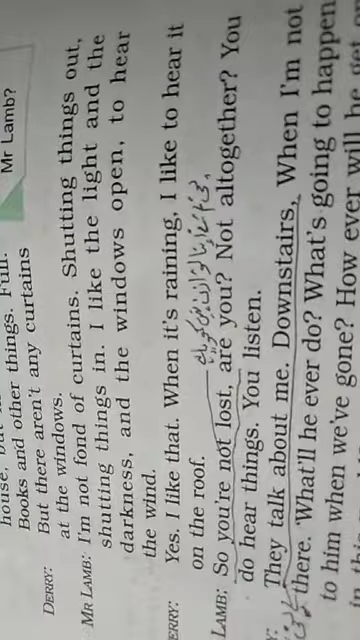 Mr Lamb?
house, but
Books and other things. Full.
DERRY: But there aren't any curtains
at the windows.
MR LAMB: I'm not fond of curtains. Shutting things out,
shutting things in. I like the light and the
darkness, and the windows open, to hear
the wind.
ERRY: Yes. I like that. When it's raining, I like to hear it
on the roof.
LAMB: So you're not lost, are you? Not altogether? You
do hear things. You listen.
They talk about me. Downstairs, When I'm not
there. 'What'll he ever do? What's going to happen
to him when we've gone? How ever will he get